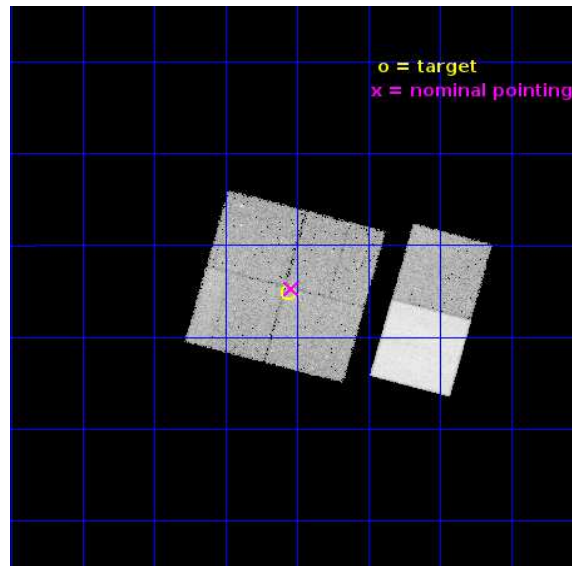 o = target
x = nominal pointing